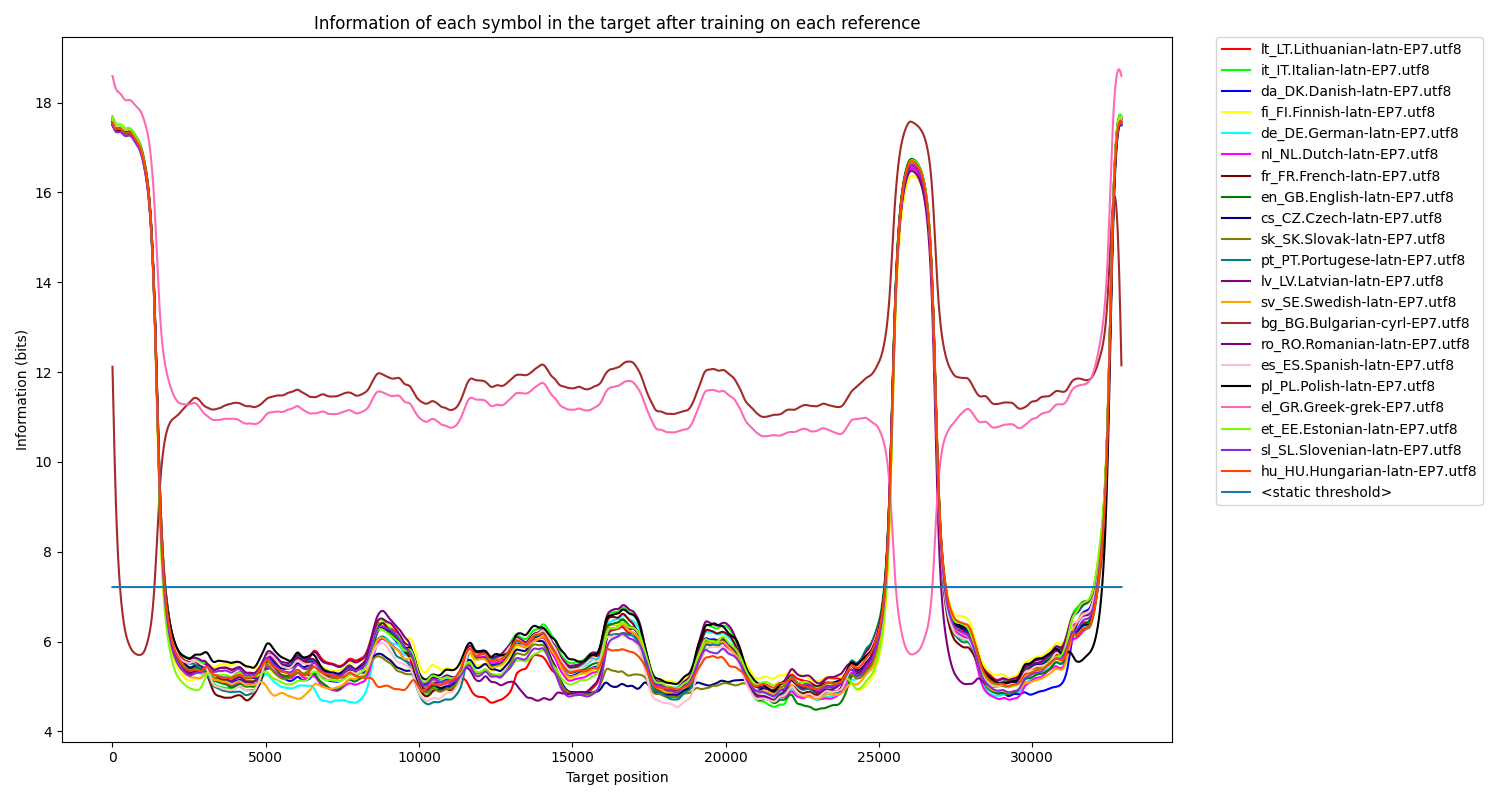 Information of each symbol in the target after training on each reference
18
16
14
12
10
8
6
4
Information (bits)
0
5000
10000
15000
20000
25000
30000
Target position
lt_LT.Lithuanian-latn-EP7.utf8
it_IT.Italian-latn-EP7.utf8
da_DK.Danish-latn-EP7.utf8
fi_FI.Finnish-latn-EP7.utf8
de_DE.German-latn-EP7.utf8
nl_NL.Dutch-latn-EP7.utf8
fr_FR.French-latn-EP7.utf8
en_GB.English-latn-EP7.utf8
cs_CZ.Czech-latn-EP7.utf8
sk_SK.Slovak-latn-EP7.utf8
pt_PT.Portugese-latn-EP7.utf8
lv_LV.Latvian-latn-EP7.utf8
sv_SE.Swedish-latn-EP7.utf8
bg_BG.Bulgarian-cyrl-EP7.utf8
ro_RO.Romanian-latn-EP7.utf8
es_ES.Spanish-latn-EP7.utf8
pl_PL.Polish-latn-EP7.utf8
el_GR.Greek-grek-EP7.utf8
et_EE.Estonian-latn-EP7.utf8
sl_SL.Slovenian-latn-EP7.utf8
hu_HU.Hungarian-latn-EP7.utf8
<static threshold>